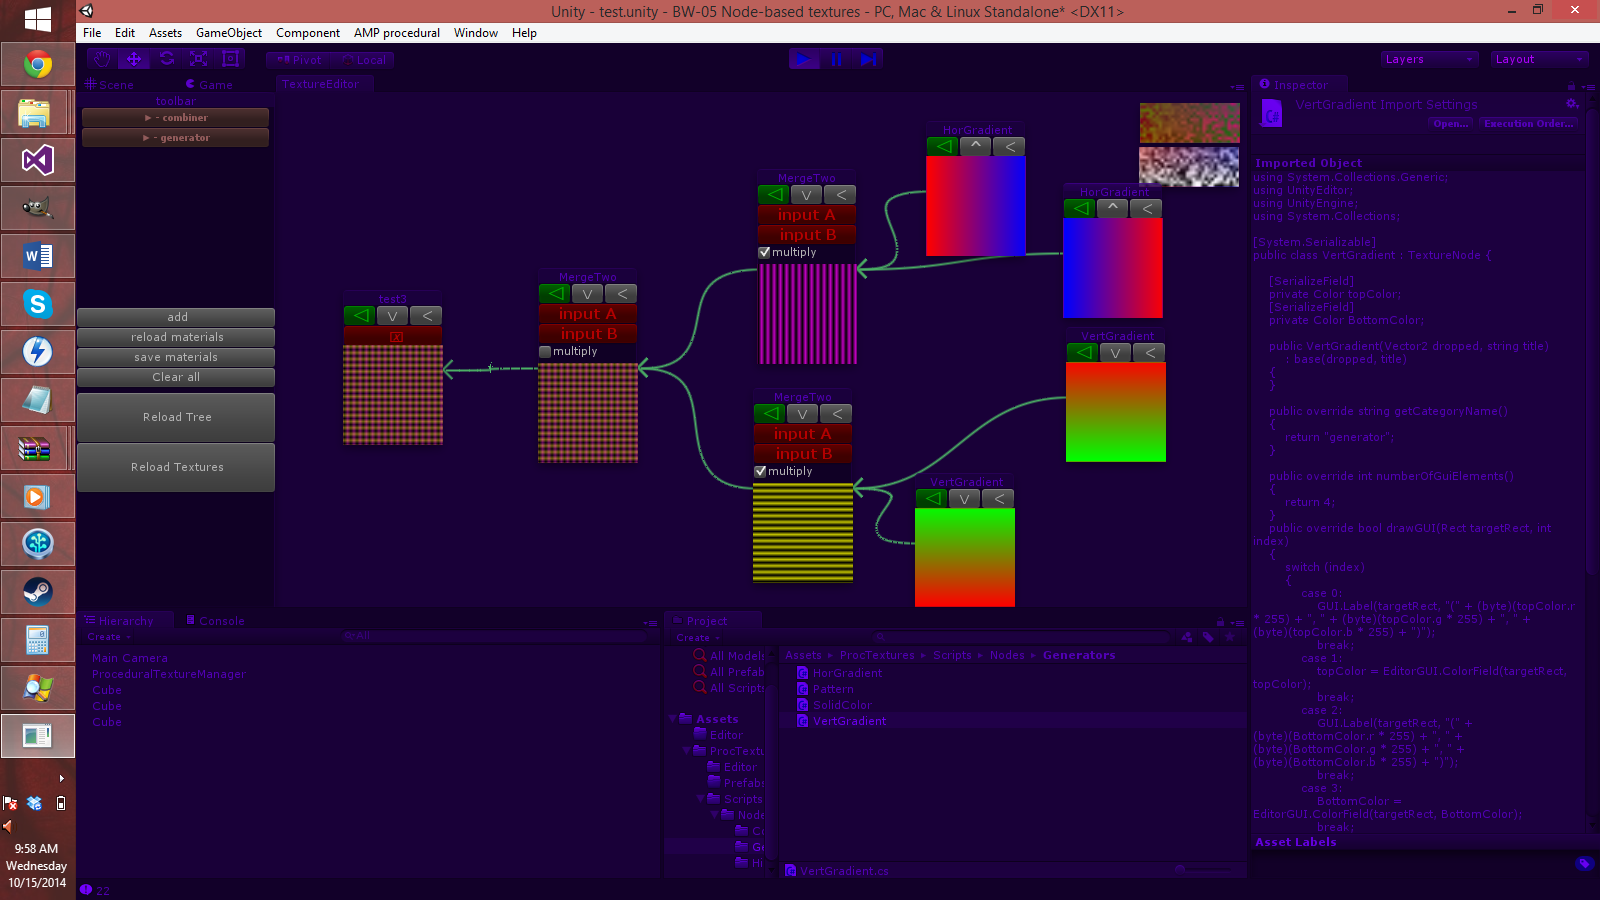 Unity - test.unity - BW-05 Node-based textures - PC, Mac & Linux Standalone* <DX11>
File Edit Assets GameObject Component AMP procedural Window Help
Pivot Local
Layers Layout
Scene Game TextureEditor
toolbar
- combiner
- generator
add
reload materials
save materials
Clear all
Reload Tree
Reload Textures
test3
V <
MergeTwo
V <
input A
input B
multiply
MergeTwo
V <
input A
input B
multiply
MergeTwo
V <
input A
input B
multiply
HorGradient
^ <
HorGradient
^ <
VertGradient
V <
VertGradient
V <
Inspector
VertGradient Import Settings
C#
Open... Execution Order...
Imported Object
using System.Collections.Generic;
using UnityEditor;
using UnityEngine;
using System.Collections;
[System.Serializable]
public class VertGradient : TextureNode {
[SerializeField]
private Color topColor;
[SerializeField]
private Color BottomColor;
public VertGradient(Vector2 dropped, string title)
: base(dropped, title)
{
}
public override string getCategoryName()
{
return "generator";
}
public override int numberOfGuiElements()
{
return 4;
}
public override bool drawGUI(Rect targetRect, int
index)
{
switch (index)
{
case 0:
GUI.Label(targetRect, "(" + (byte)(topColor.r
* 255) + ", " + (byte)(topColor.g * 255) + ", " +
(byte)(topColor.b * 255) + ")");
break;
case 1:
topColor = EditorGUI.ColorField(targetRect,
topColor);
break;
case 2:
GUI.Label(targetRect, "(" +
(byte)(BottomColor.r * 255) + ", " +
(byte)(BottomColor.g * 255) + ", " +
(byte)(BottomColor.b * 255) + ")");
break;
case 3:
BottomColor =
EditorGUI.ColorField(targetRect, BottomColor);
break;
Asset Labels
Hierarchy Console
Create All
Main Camera
ProceduralTextureManager
Cube
Cube
Cube
Project
Create
All Models
All Prefab
All Script
Assets
Editor
ProcTextu
Editor
Prefabs
Scripts
Node
Assets ProcTextures Scripts Nodes Generators
HorGradient
Pattern
SolidColor
VertGradient
VertGradient.cs
22
9:58 AM
Wednesday
10/15/2014